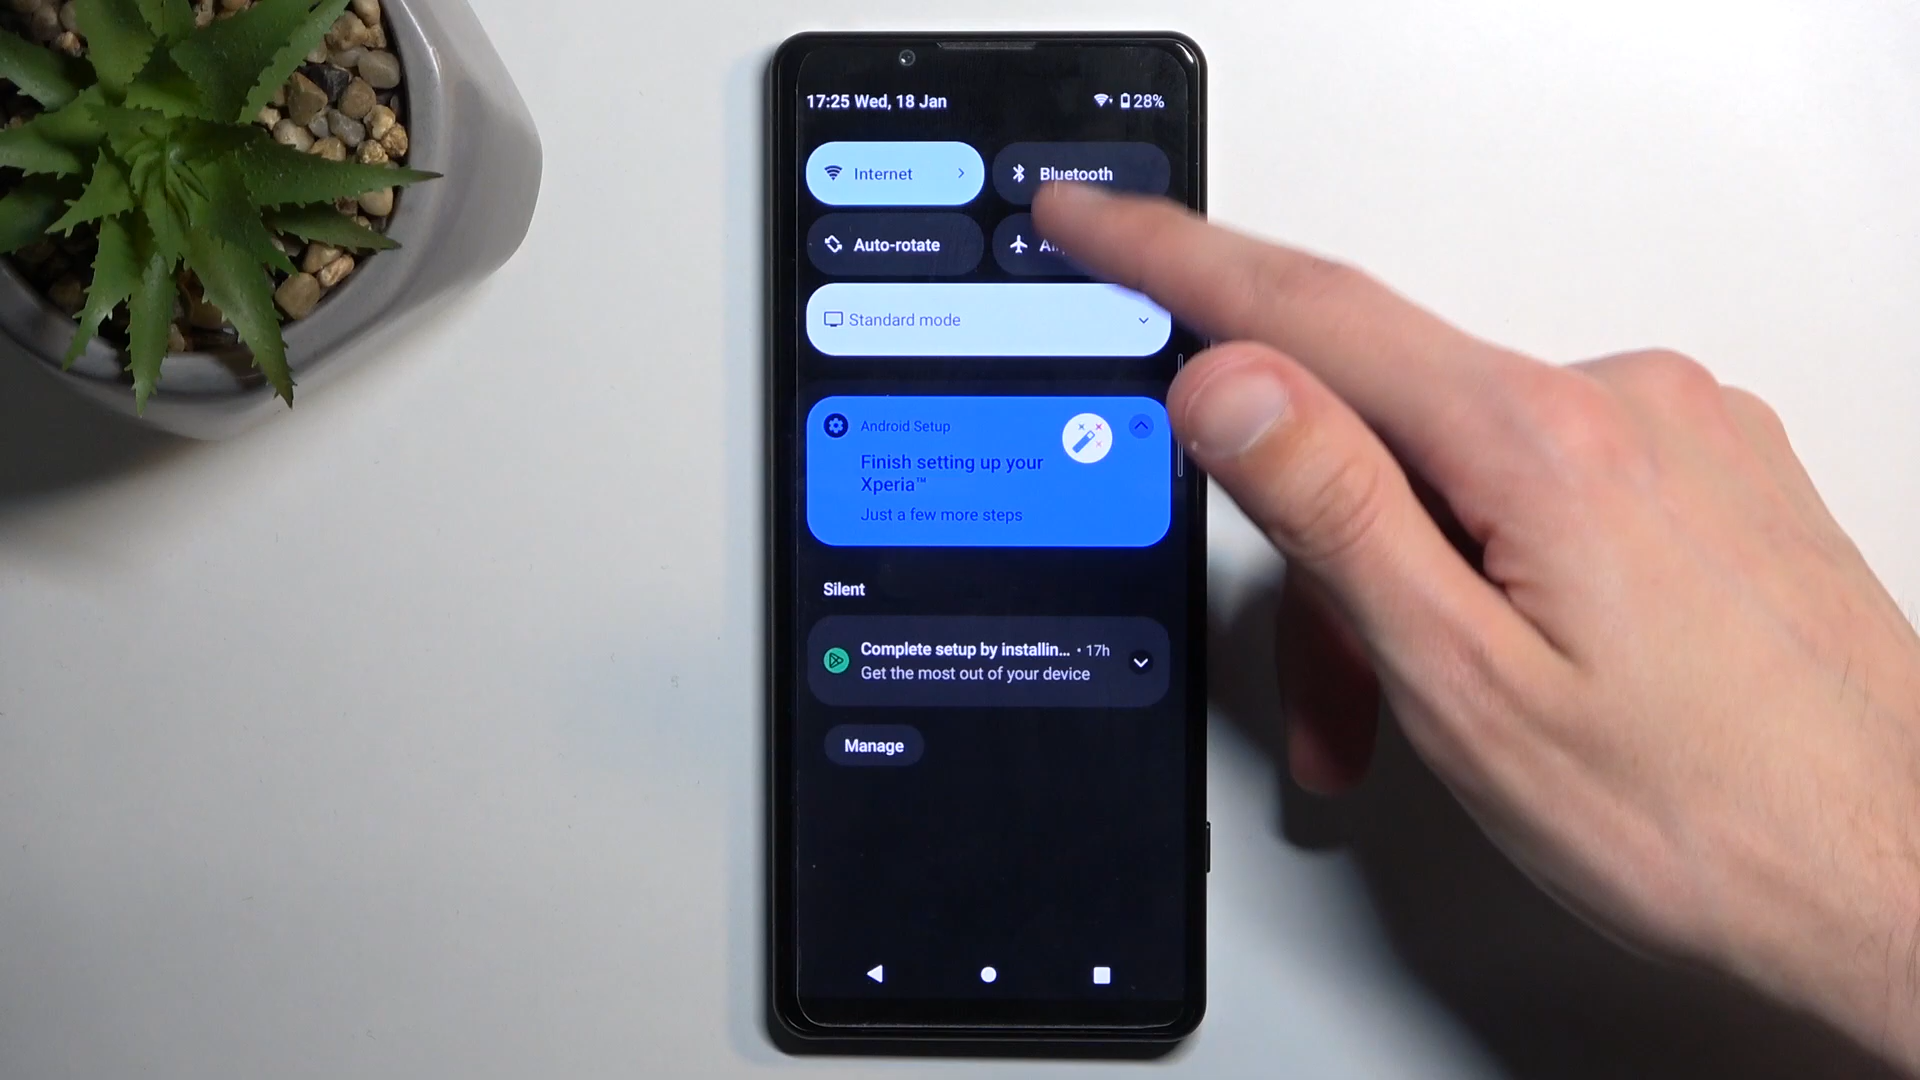 17:25 Wed, 18 Jan
28%
Internet
Bluetooth
Auto-rotate
Standard mode
Android Setup
Finish setting up your
Xperia™
Just a few more steps
Silent
Complete setup by installin... • 17h
Get the most out of your device
Manage